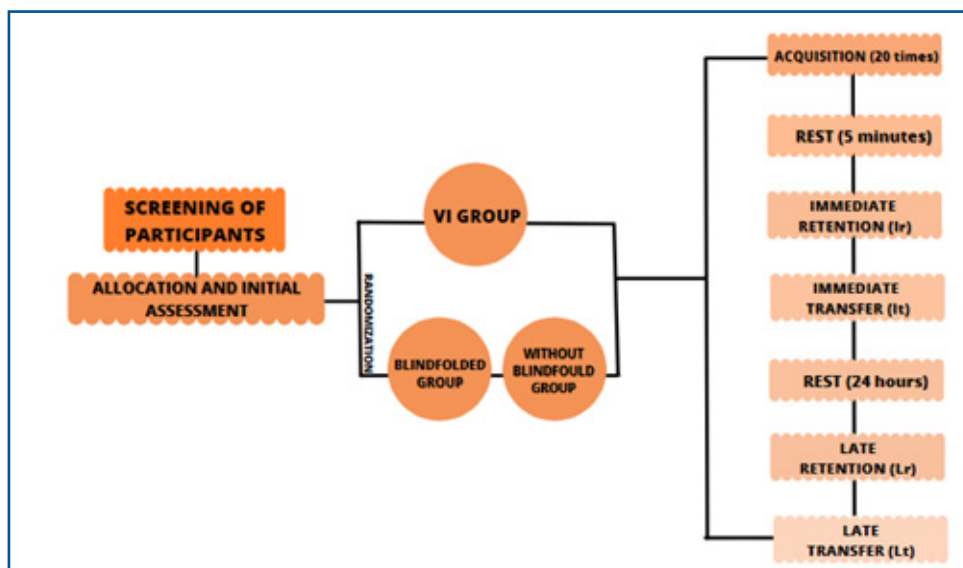 SCREENING OF
PARTICIPANTS
ALLOCATION AND INITIAL
ASSESSMENT
RANDOMIZATION
VI GROUP
BLINDFOLDED
GROUP
WITHOUT
BLINDFOULD
GROUP
ACQUISITION (20 times)
REST (5 minutes)
IMMEDIATE
RETENTION (Ir)
IMMEDIATE
TRANSFER (It)
REST (24 hours)
LATE
RETENTION (Lr)
LATE
TRANSFER (Lt)